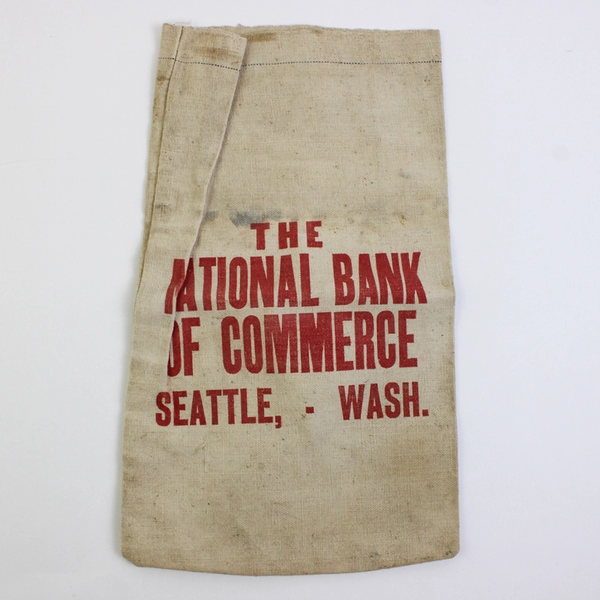 THE
NATIONAL BANK
OF COMMERCE
SEATTLE, - WASH.